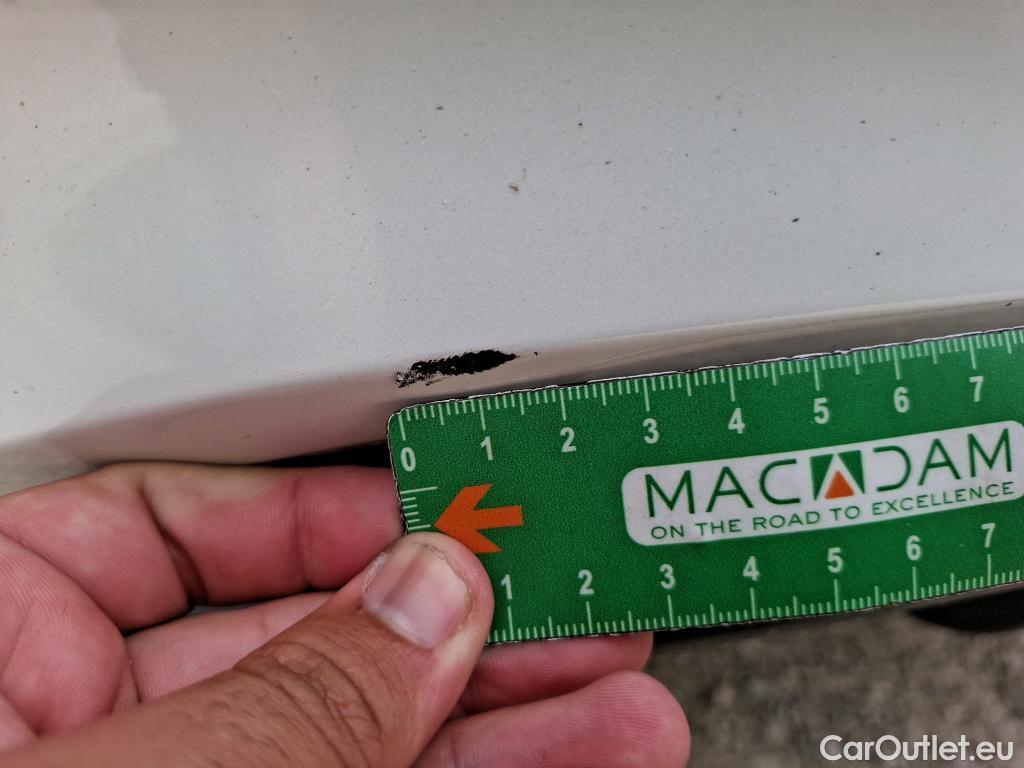 0 1 2 3 4 5 6 7
MACADAM
ON THE ROAD TO EXCELLENCE
1 2 3 4 5 6 7
CarOutlet.eu